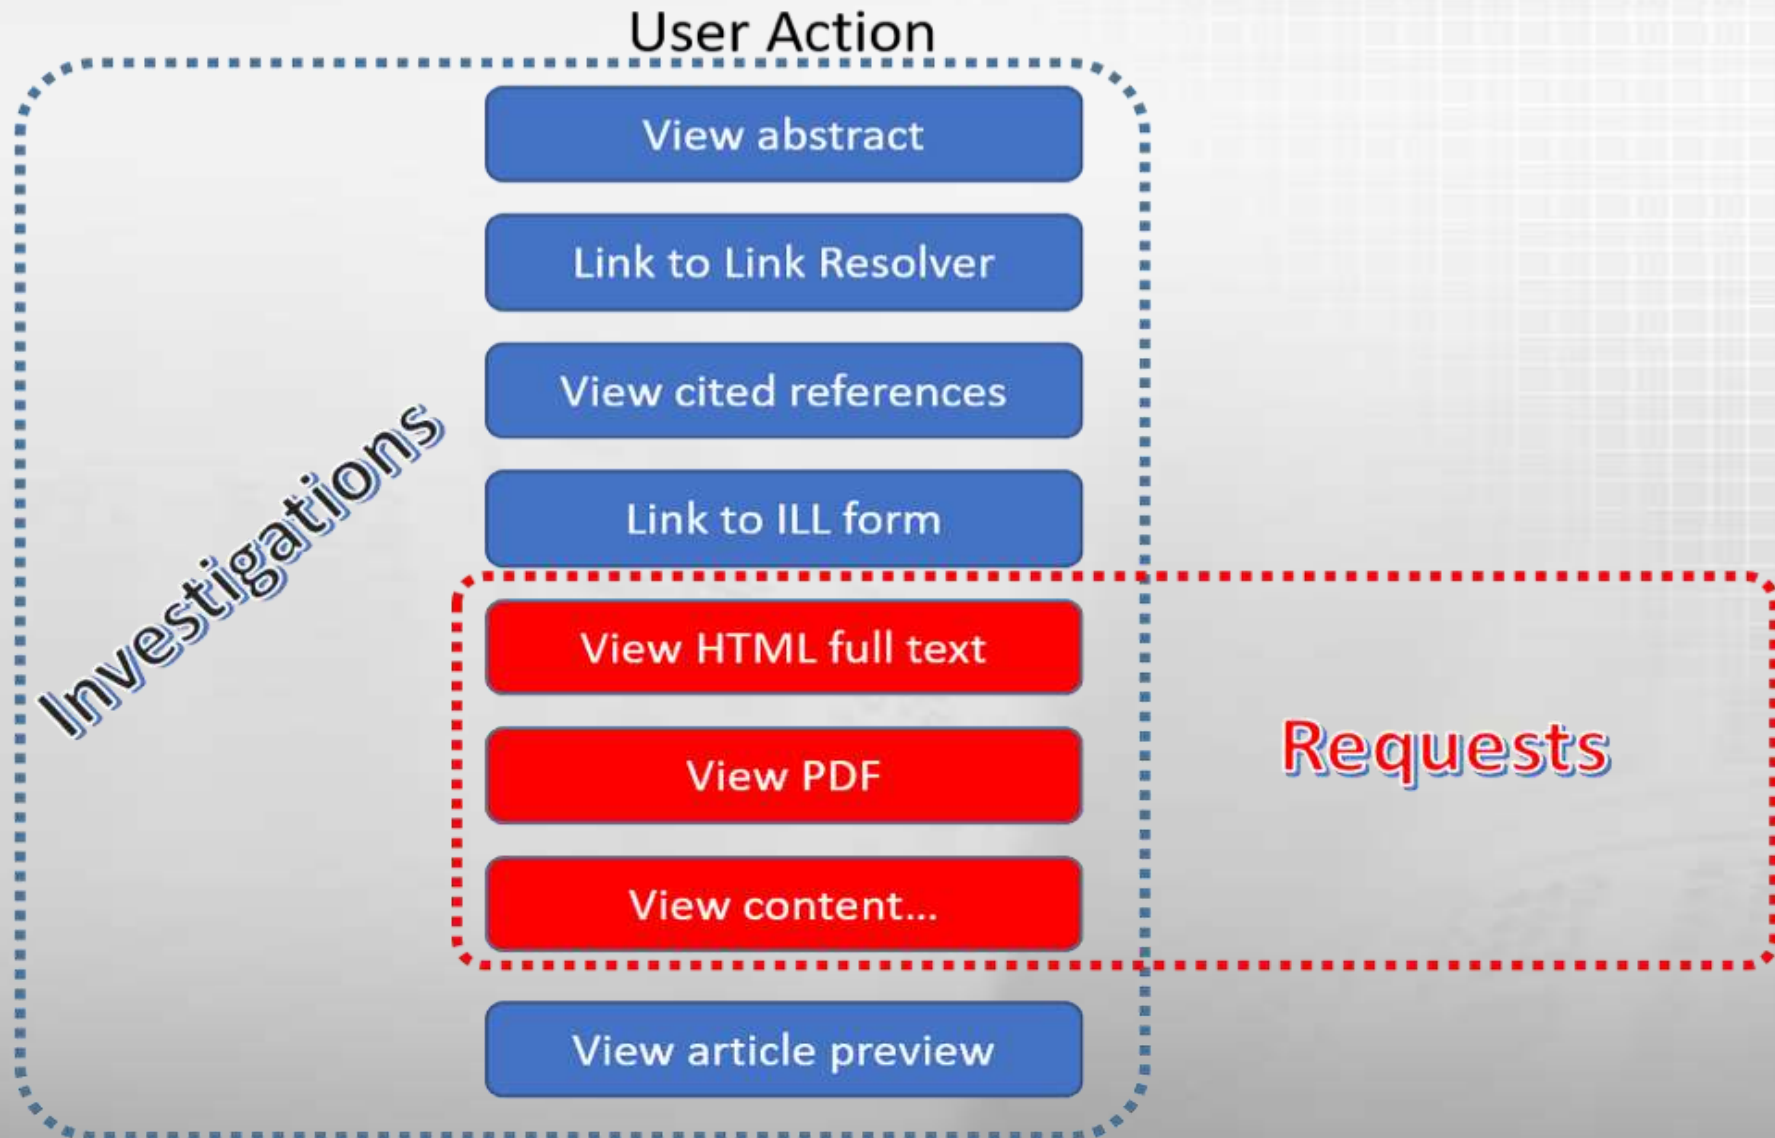 User Action
View abstract
Link to Link Resolver
View cited references
Link to ILL form
Investigations
View HTML full text
View PDF
Requests
View content...
View article preview